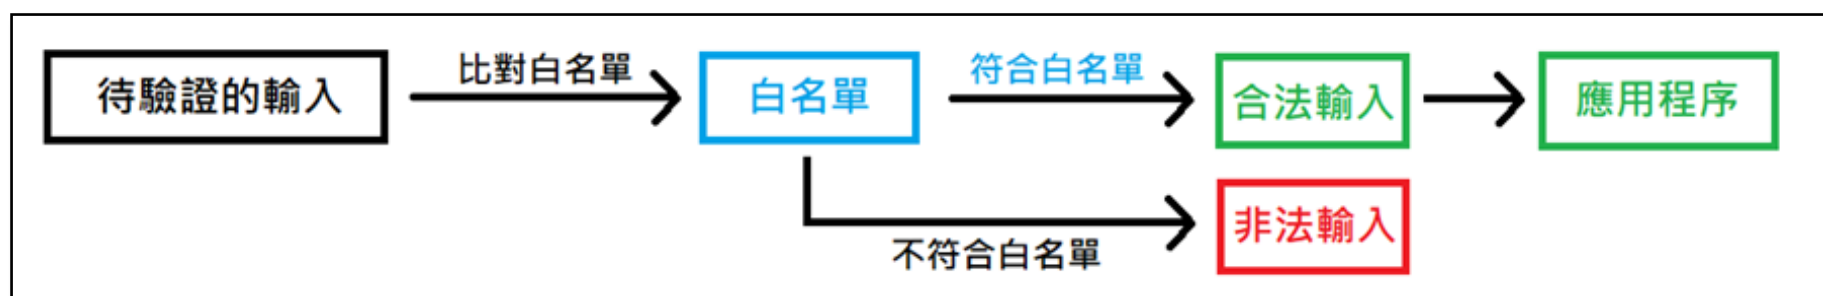 待驗證的輸入
比對白名單
白名單
符合白名單
合法輸入
應用程序
不符合白名單
非法輸入